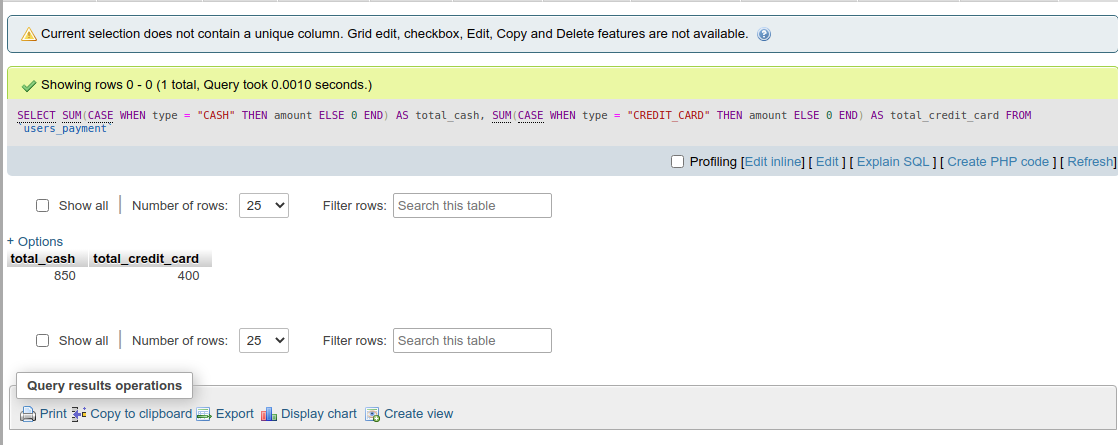 Current selection does not contain a unique column. Grid edit, checkbox, Edit, Copy and Delete features are not available.
Showing rows 0 - 0 (1 total, Query took 0.0010 seconds.)
SELECT SUM(CASE WHEN type = "CASH" THEN amount ELSE 0 END) AS total_cash, SUM(CASE WHEN type = "CREDIT_CARD" THEN amount ELSE 0 END) AS total_credit_card FROM
users_payment
Profiling [Edit inline] [ Edit ] [ Explain SQL ] [ Create PHP code ] [ Refresh]
Show all Number of rows: 25 Filter rows: Search this table
+ Options
total_cash total_credit_card
850 400
Show all Number of rows: 25 Filter rows: Search this table
Query results operations
Print Copy to clipboard Export Display chart Create view